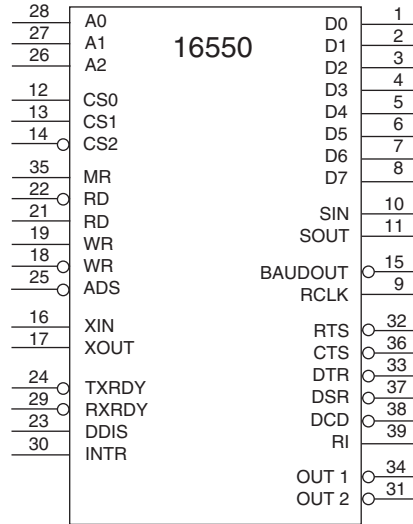 16550
28 A0
27 A1
26 A2
12 CS0
13 CS1
14 CS2
35 MR
22 RD
21 RD
19 WR
18 WR
25 ADS
16 XIN
17 XOUT
24 TXRDY
29 RXRDY
23 DDIS
30 INTR
D0 1
D1 2
D2 3
D3 4
D4 5
D5 6
D6 7
D7 8
SIN 10
SOUT 11
BAUDOUT 15
RCLK 9
RTS 32
CTS 36
DTR 33
DSR 37
DCD 38
RI 39
OUT 1 34
OUT 2 31